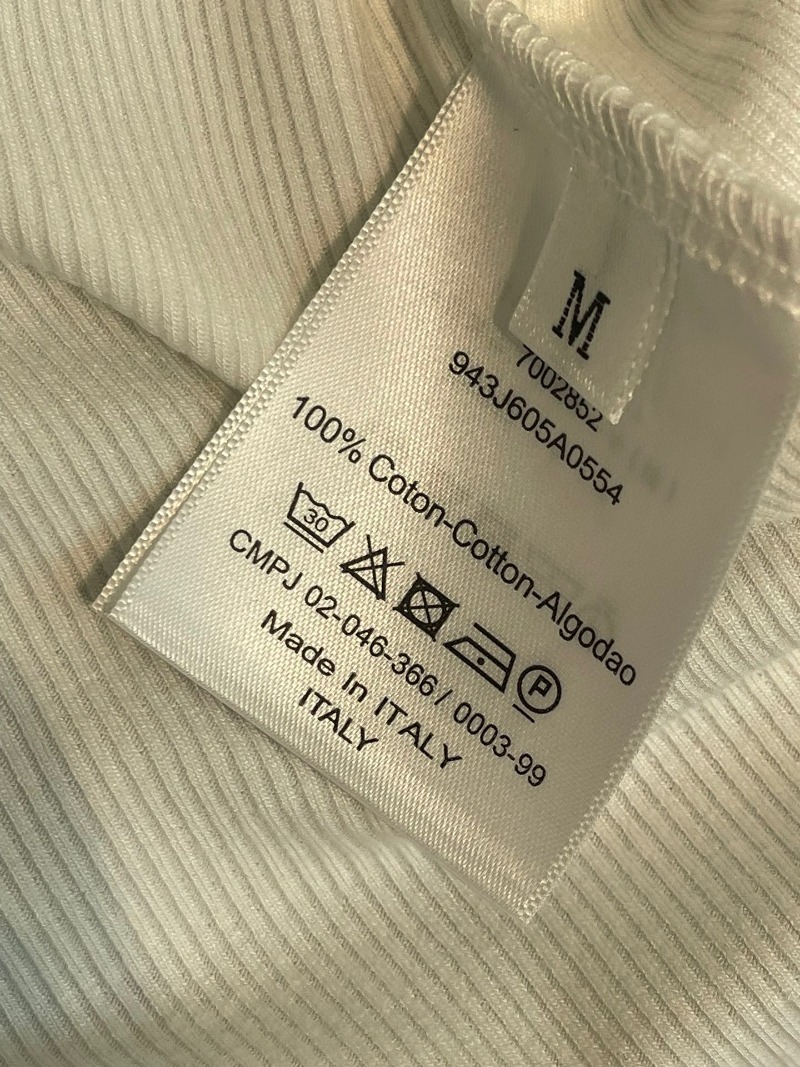 M
7002852
943J605A0554
100% Coton-Cotton-Algodao
30
P
CMPJ 02-046-366 / 0003-99
Made In ITALY
ITALY